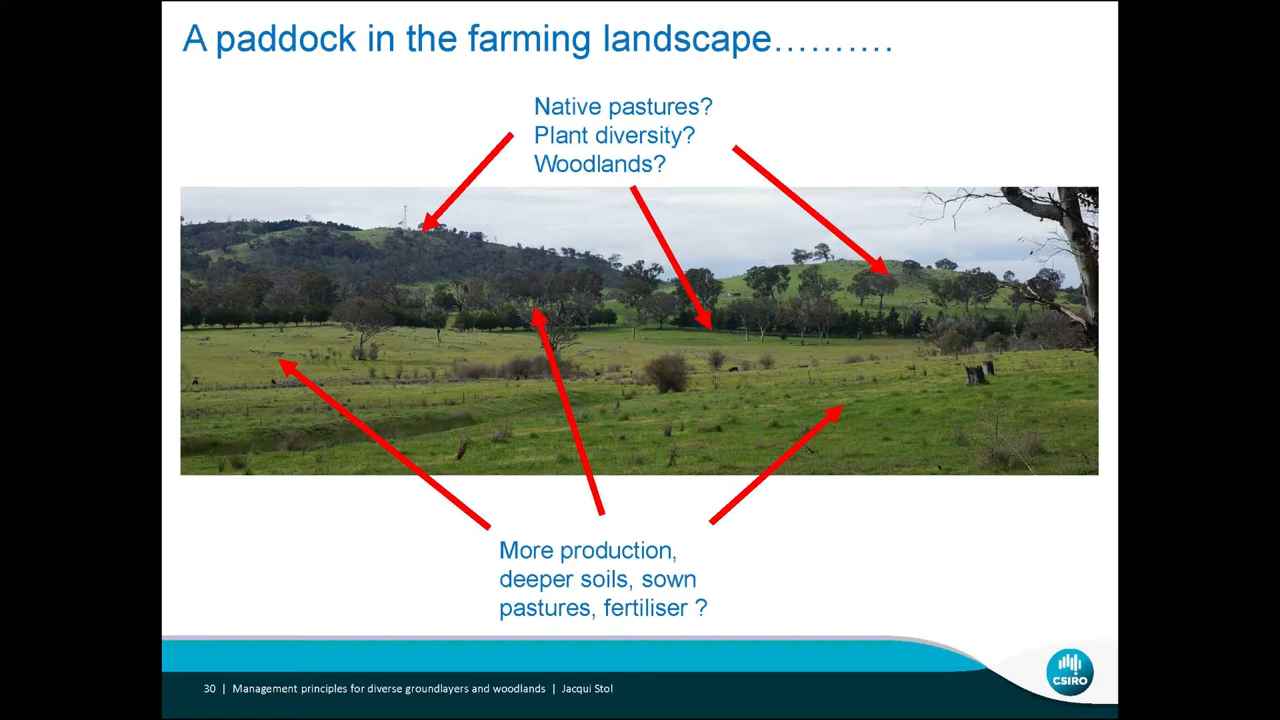 A paddock in the farming landscape……….
Native pastures?
Plant diversity?
Woodlands?
More production,
deeper soils, sown
pastures, fertiliser ?
30 | Management principles for diverse groundlayers and woodlands | Jacqui Stol
CSIRO